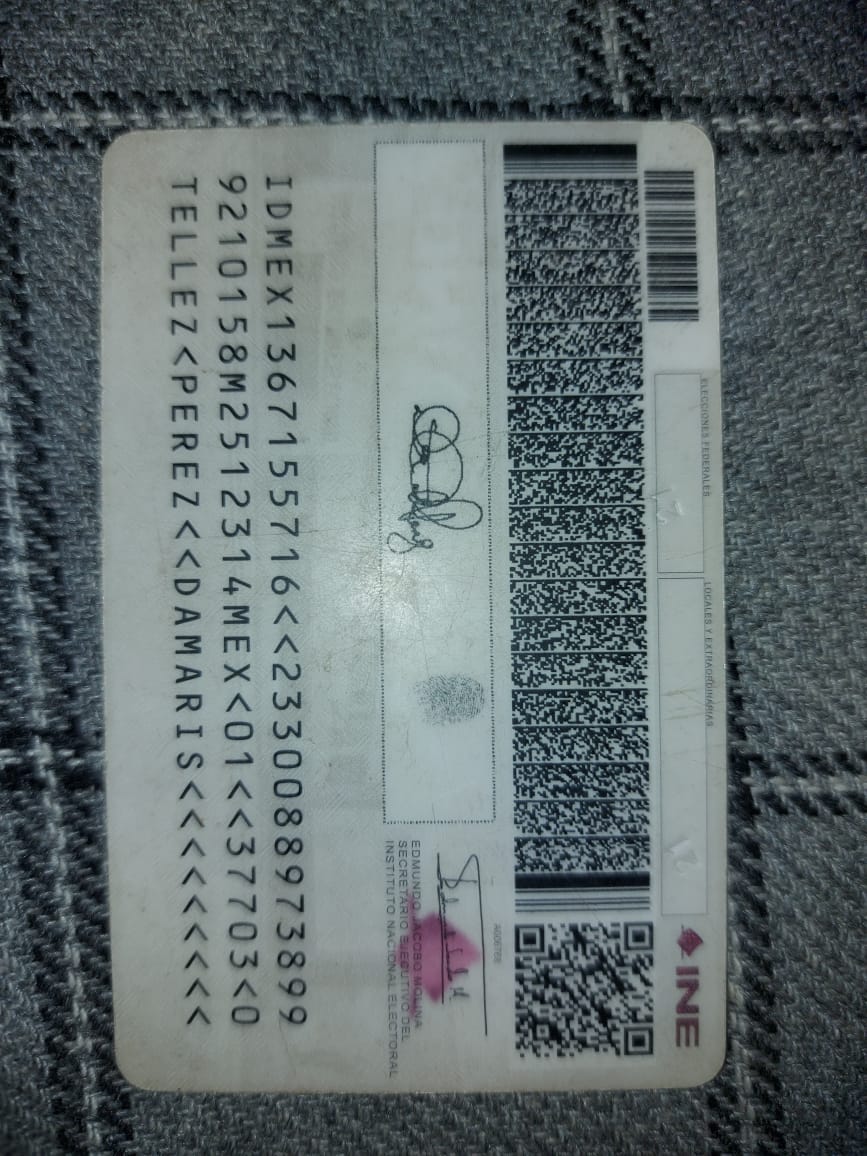 ELECCIONES FEDERALES
LOCALES Y EXTRAORDINARIAS
INE
EDMUNDO JACOBO MOLINA
SECRETARIO EJECUTIVO DEL
INSTITUTO NACIONAL ELECTORAL
IDMEX1367155716<<2330088973899
9210158M2512314MEX<01<<37703<0
TELLEZ<PEREZ<<DAMARIS<<<<<<<<<